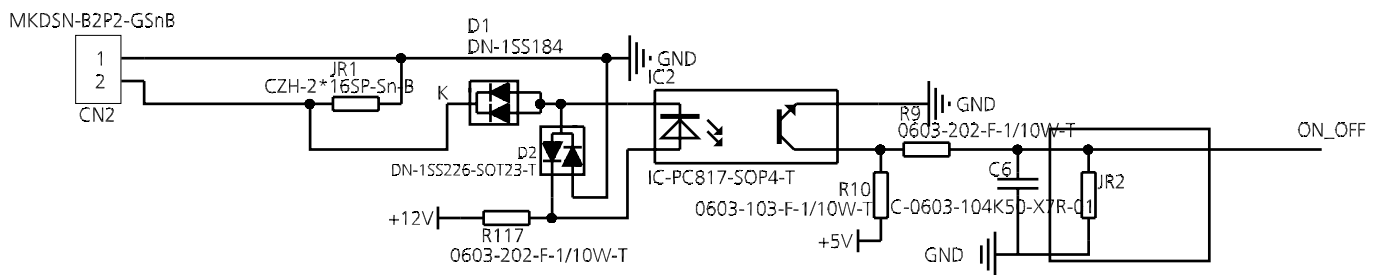 MKDSN-B2P2-GSnB
1
2
CN2
JR1
CZH-2*16SP-Sn-B
D1
DN-1SS184
K
GND
IC2
D2
DN-1SS226-SOT23-T
IC-PC817-SOP4-T
GND
R9
0603-202-F-1/10W-T
ON_OFF
+12V
R117
0603-202-F-1/10W-T
R10
0603-103-F-1/10W-T
+5V
C6
C-0603-104K50-X7R-01
JR2
GND